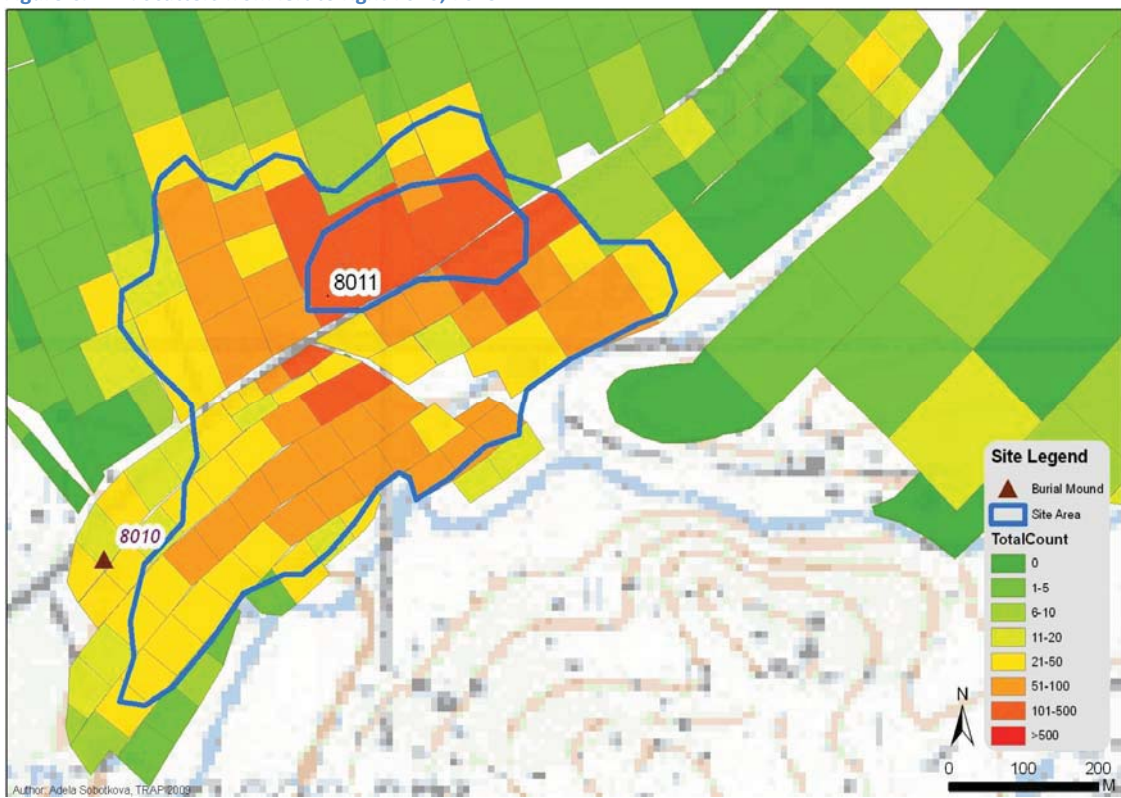 8011
8010
Site Legend
Burial Mound
Site Area
TotalCount
0
1-5
6-10
11-20
21-50
51-100
101-500
>500
N
0 100 200
M
Author: Adela Sobotkova, TRAP 2009